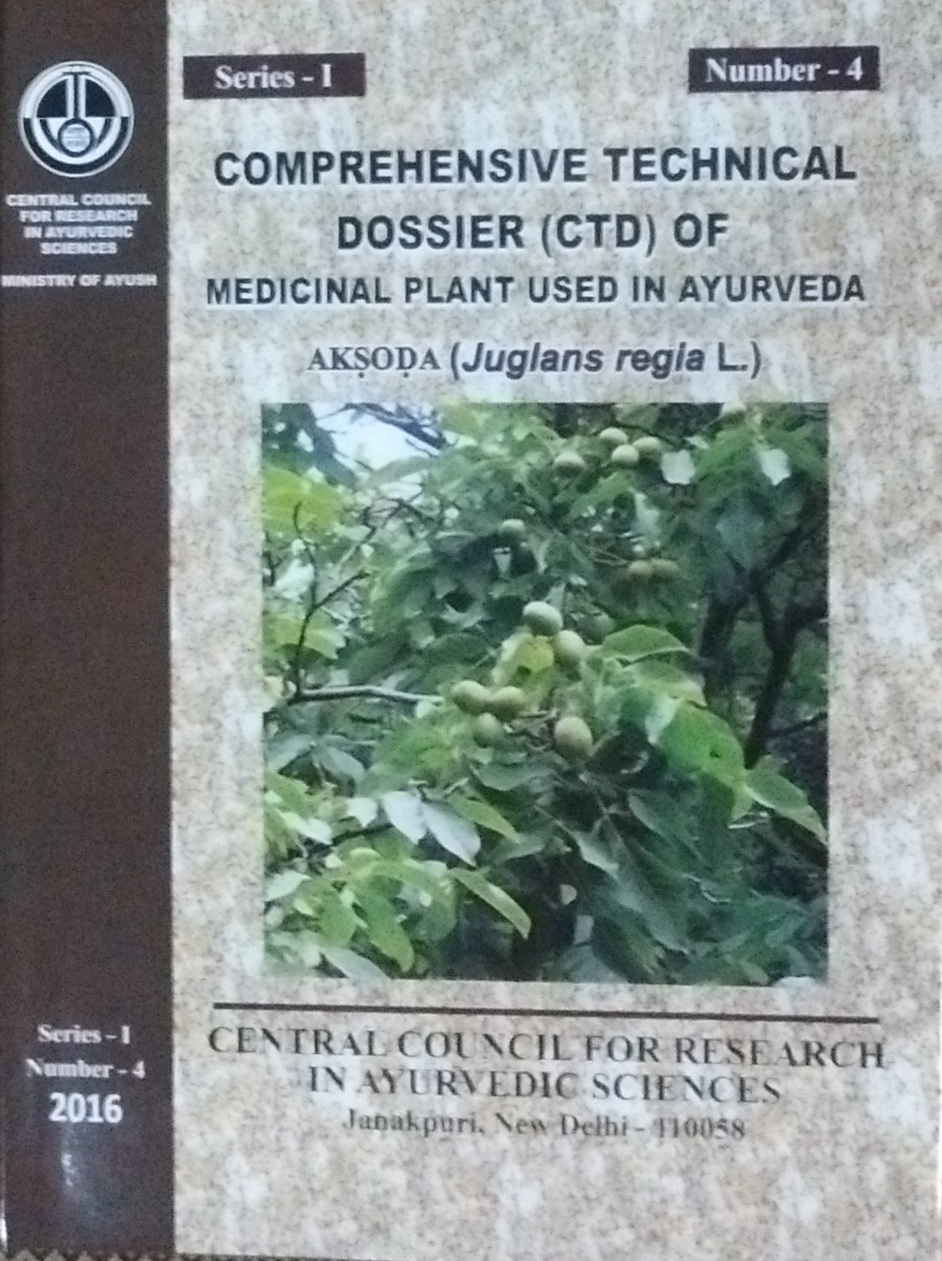 CENTRAL COUNCIL
FOR RESEARCH
IN AYURVEDIC
SCIENCES
MINISTRY OF AYUSH
Series - I
Number - 4
COMPREHENSIVE TECHNICAL
DOSSIER (CTD) OF
MEDICINAL PLANT USED IN AYURVEDA
AKṢOḌA (Juglans regia L.)
CENTRAL COUNCIL FOR RESEARCH
IN AYURVEDIC SCIENCES
Janakpuri, New Delhi - 110058
Series - I
Number - 4
2016